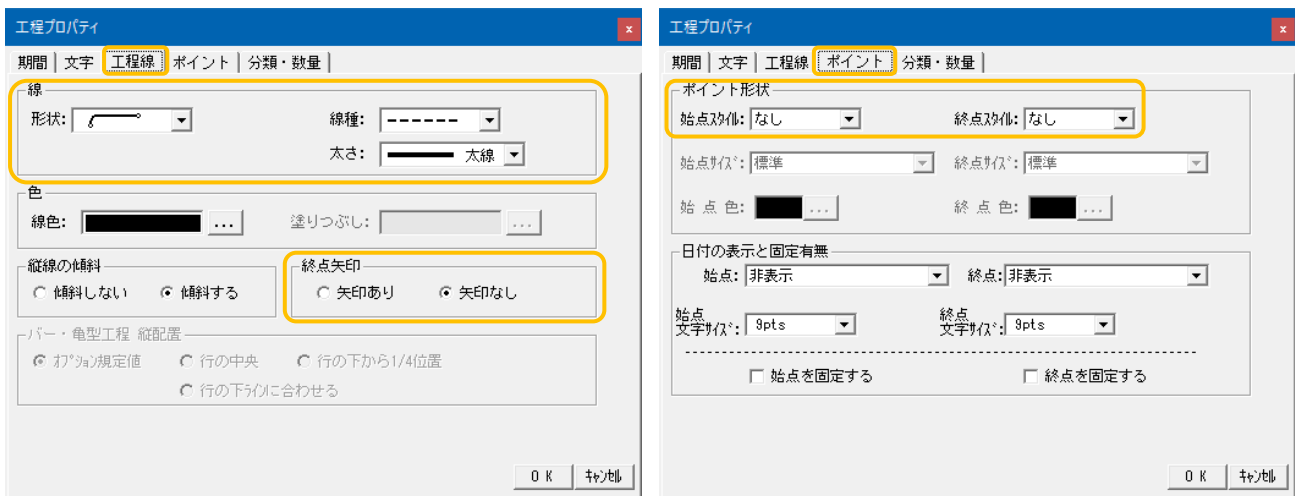 工程プロパティ
x
期間 文字 工程線 ポイント 分類・数量
線
形状:
線種:
太さ: 太線
色
線色: ...
塗りつぶし: ...
縦線の傾斜
傾斜しない 傾斜する
終点矢印
矢印あり 矢印なし
バー・亀型工程 縦配置
ｵﾌﾟｼｮﾝ規定値 行の中央 行の下から1/4位置
行の下ﾗｲﾝに合わせる
ＯＫ ｷｬﾝｾﾙ
工程プロパティ
x
期間 文字 工程線 ポイント 分類・数量
ポイント形状
始点ｽﾀｲﾙ: なし 終点ｽﾀｲﾙ: なし
始点ｻｲｽﾞ: 標準 終点ｻｲｽﾞ: 標準
始 点 色: ... 終 点 色: ...
日付の表示と固定有無
始点: 非表示 終点: 非表示
始点
文字ｻｲｽﾞ: 9pts
終点
文字ｻｲｽﾞ: 9pts
始点を固定する 終点を固定する
ＯＫ ｷｬﾝｾﾙ